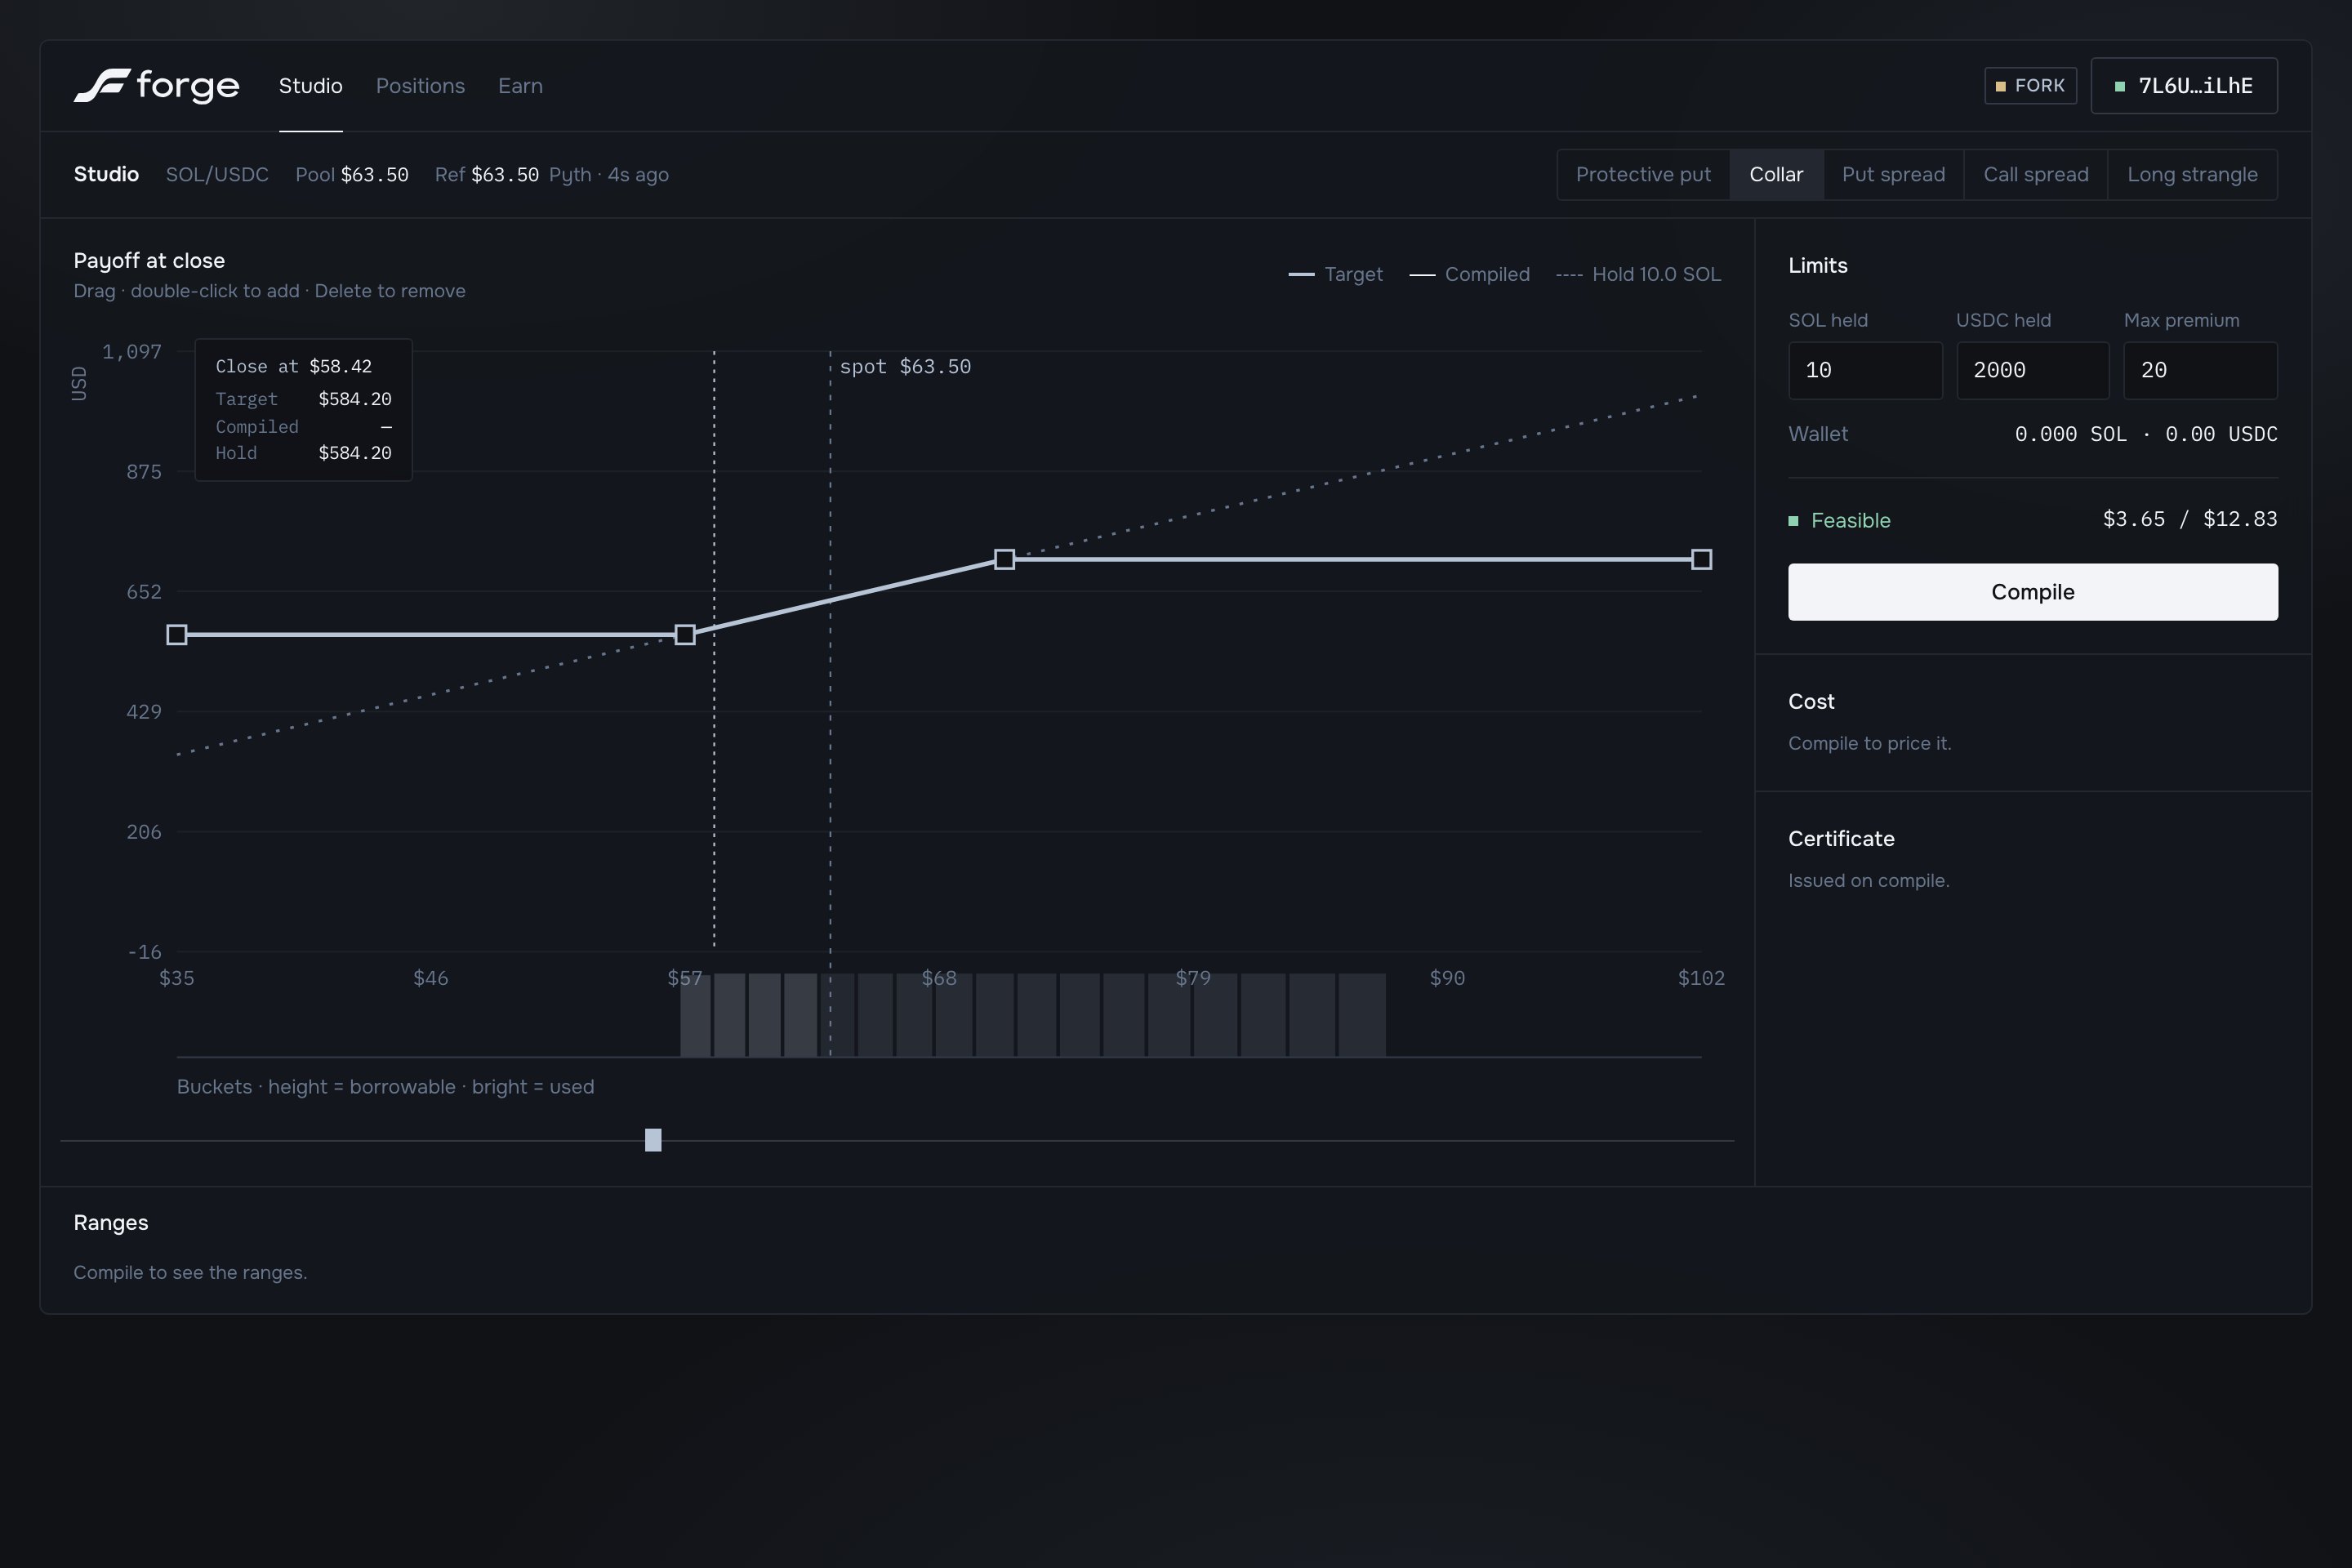 forge Studio Positions Earn FORK 7L6U…iLhE
Studio SOL/USDC Pool $63.50 Ref $63.50 Pyth · 4s ago Protective put Collar Put spread Call spread Long strangle
Payoff at close
Drag · double-click to add · Delete to remove
Target Compiled Hold 10.0 SOL
USD
1,097
875
652
429
206
-16
Close at $58.42
Target $584.20
Compiled —
Hold $584.20
spot $63.50
$35 $46 $57 $68 $79 $90 $102
Buckets · height = borrowable · bright = used
Limits
SOL held USDC held Max premium
10 2000 20
Wallet 0.000 SOL · 0.00 USDC
Feasible $3.65 / $12.83
Compile
Cost
Compile to price it.
Certificate
Issued on compile.
Ranges
Compile to see the ranges.